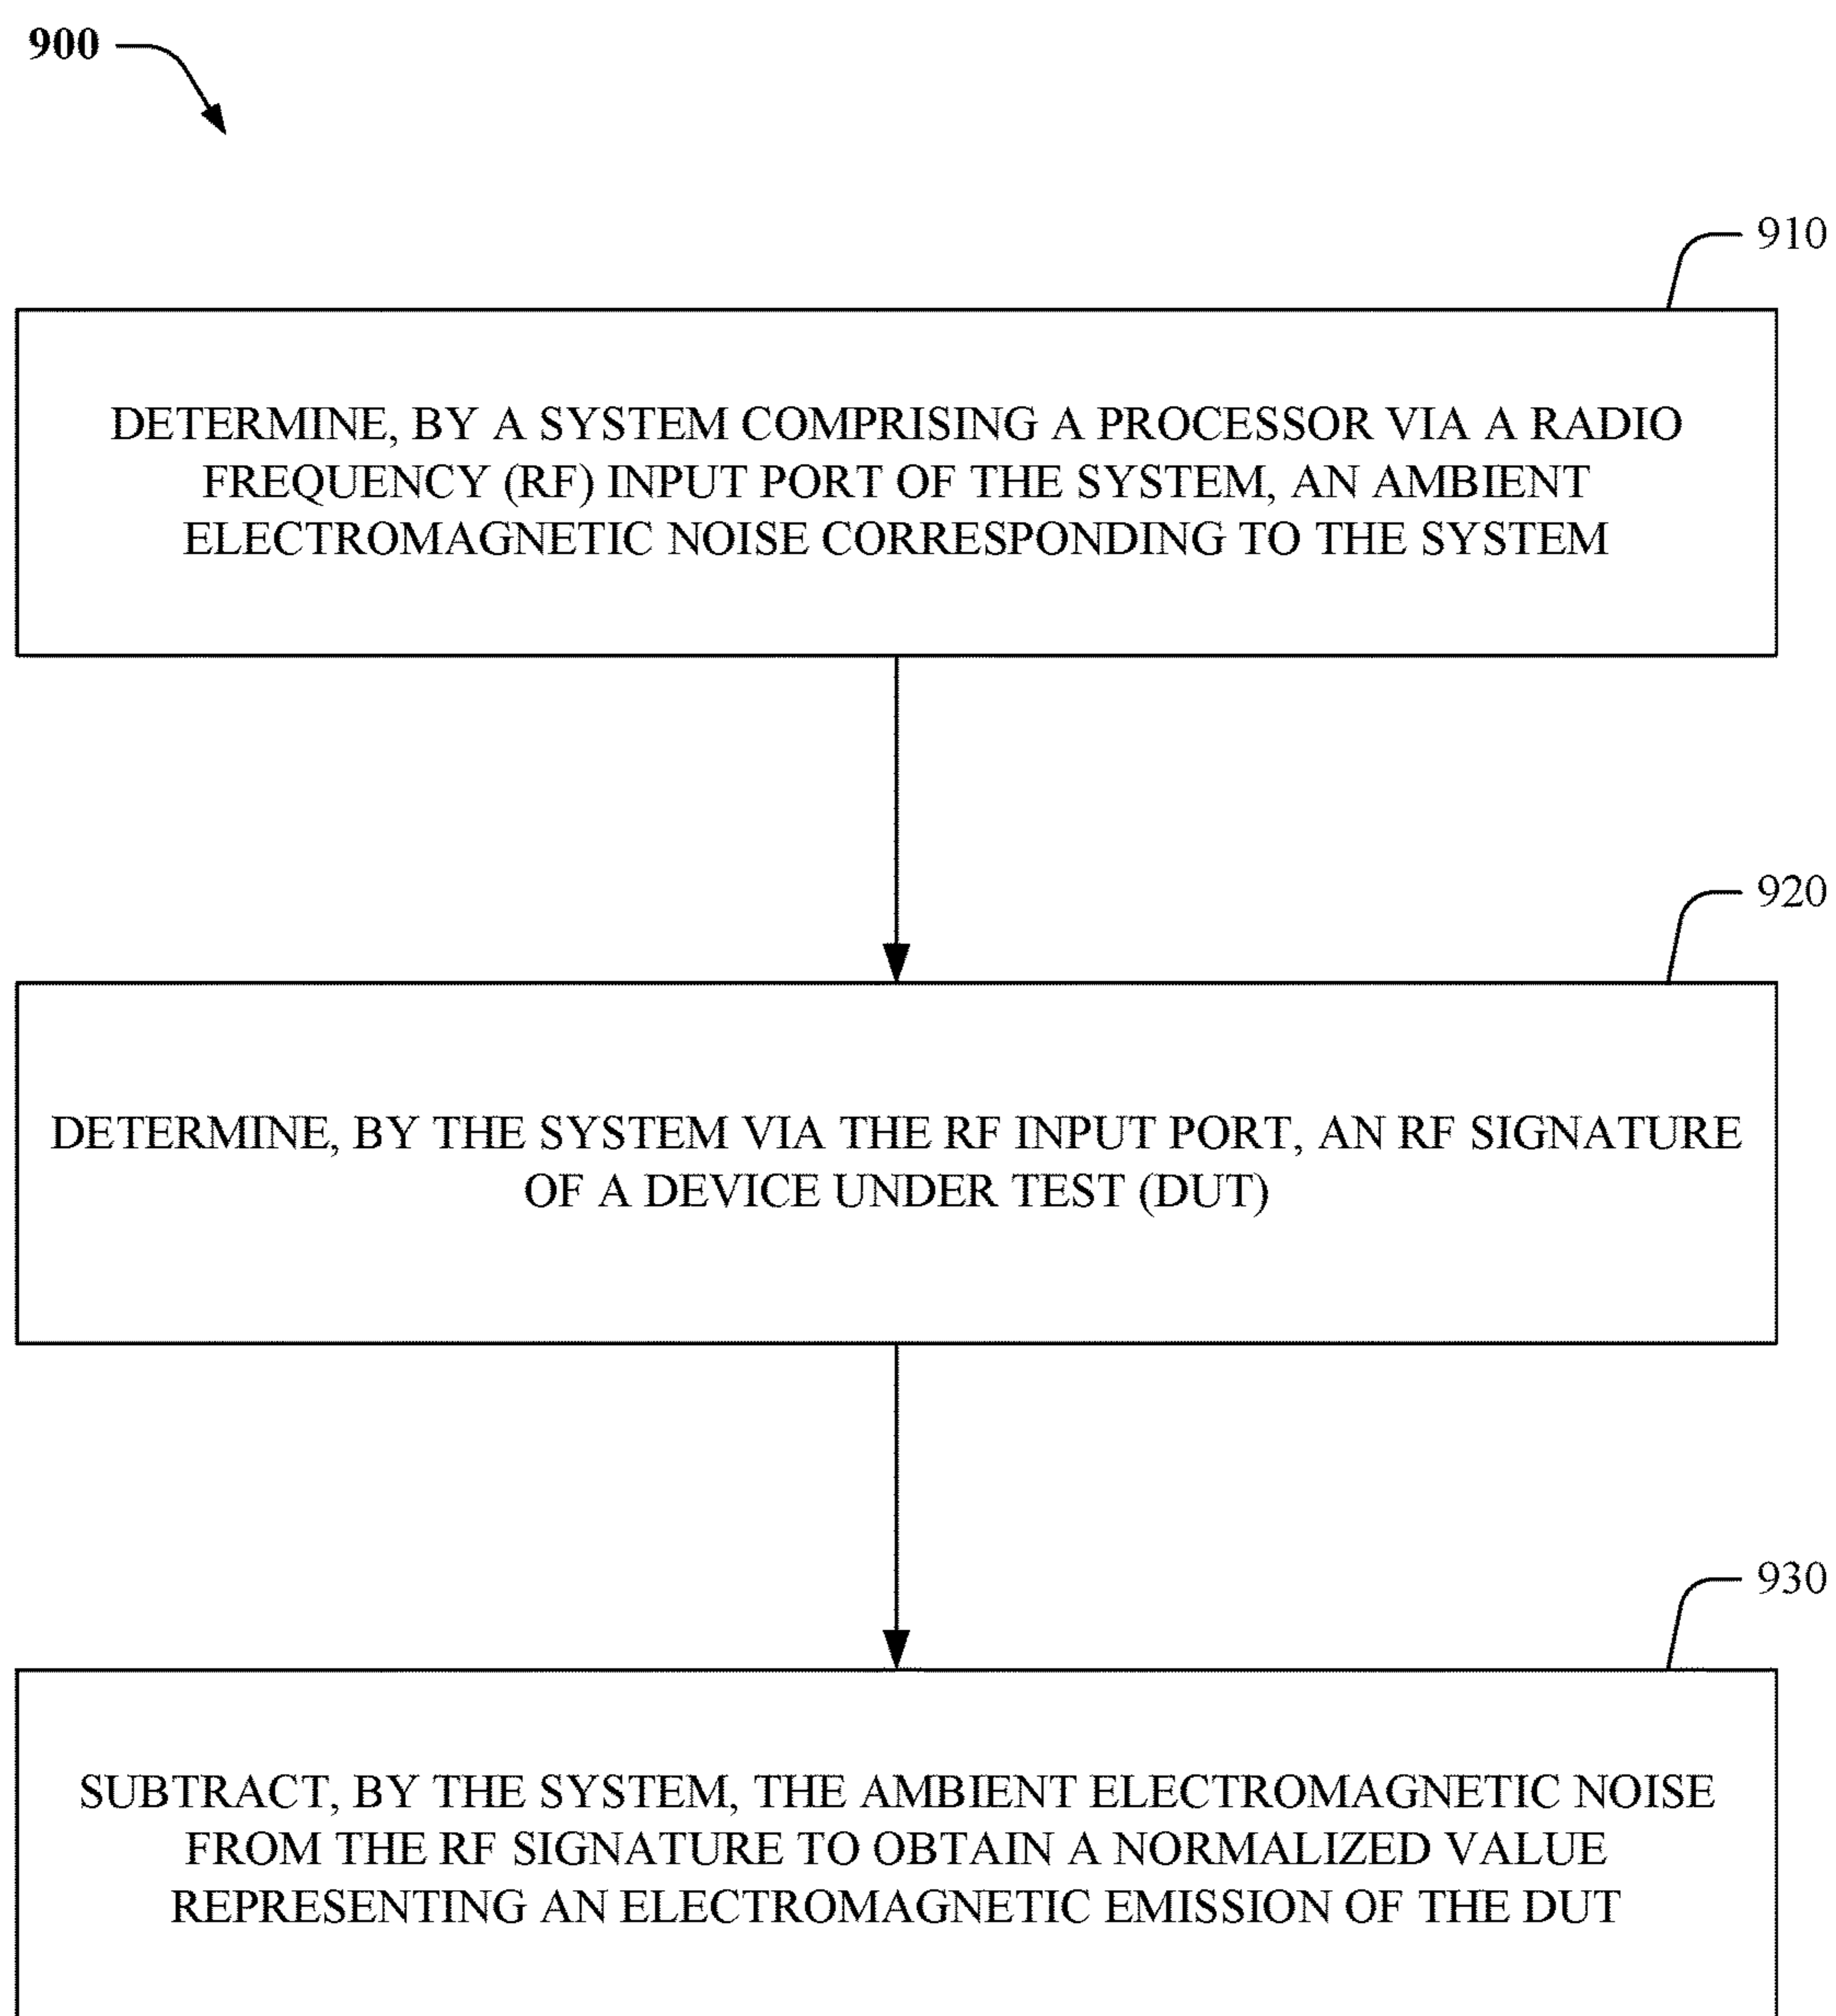 900
910
DETERMINE, BY A SYSTEM COMPRISING A PROCESSOR VIA A RADIO
FREQUENCY (RF) INPUT PORT OF THE SYSTEM, AN AMBIENT
ELECTROMAGNETIC NOISE CORRESPONDING TO THE SYSTEM
920
DETERMINE, BY THE SYSTEM VIA THE RF INPUT PORT, AN RF SIGNATURE
OF A DEVICE UNDER TEST (DUT)
930
SUBTRACT, BY THE SYSTEM, THE AMBIENT ELECTROMAGNETIC NOISE
FROM THE RF SIGNATURE TO OBTAIN A NORMALIZED VALUE
REPRESENTING AN ELECTROMAGNETIC EMISSION OF THE DUT